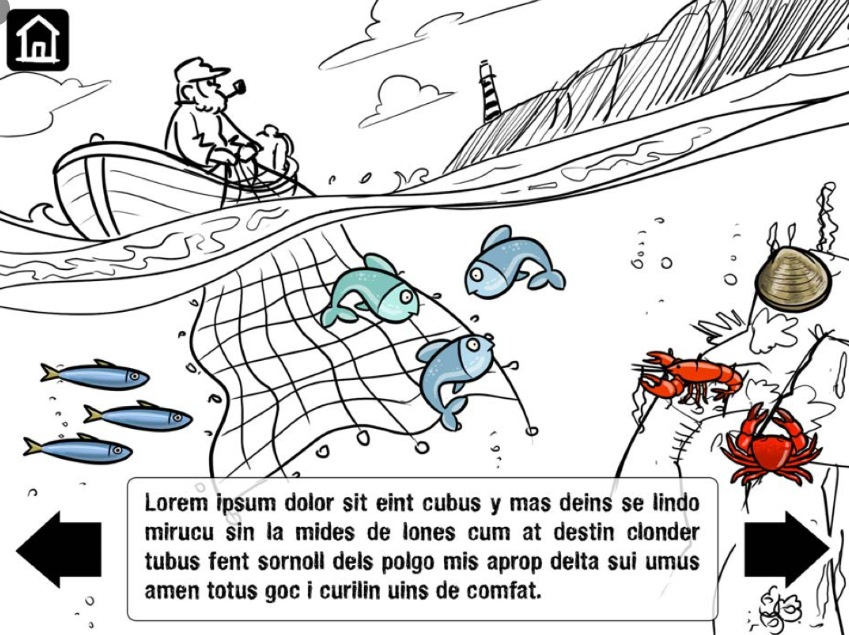 Lorem ipsum dolor sit eint cubus y mas deins se lindo
mirucu sin la mides de lones cum at destin clonder
tubus fent sornoll dels polgo mis aprop delta sui umus
amen totus goc i curilin uins de comfat.